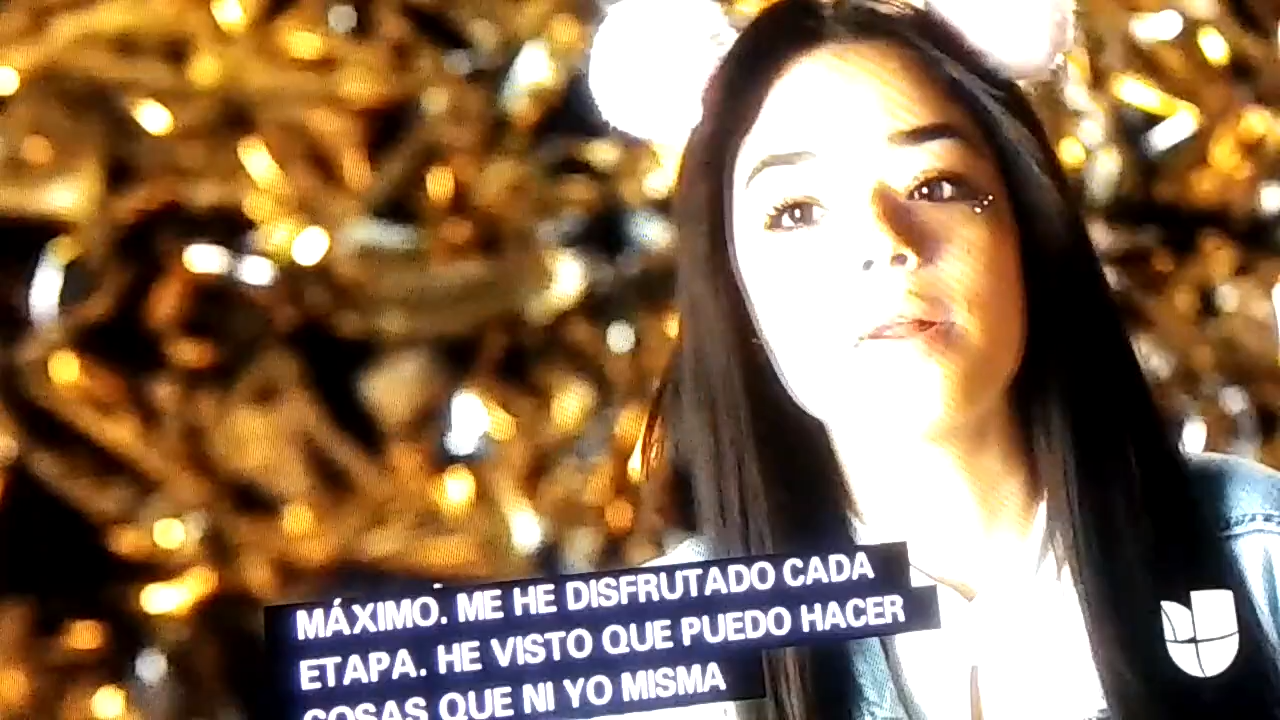 MÁXIMO. ME HE DISFRUTADO CADA
ETAPA. HE VISTO QUE PUEDO HACER
COSAS QUE NI YO MISMA